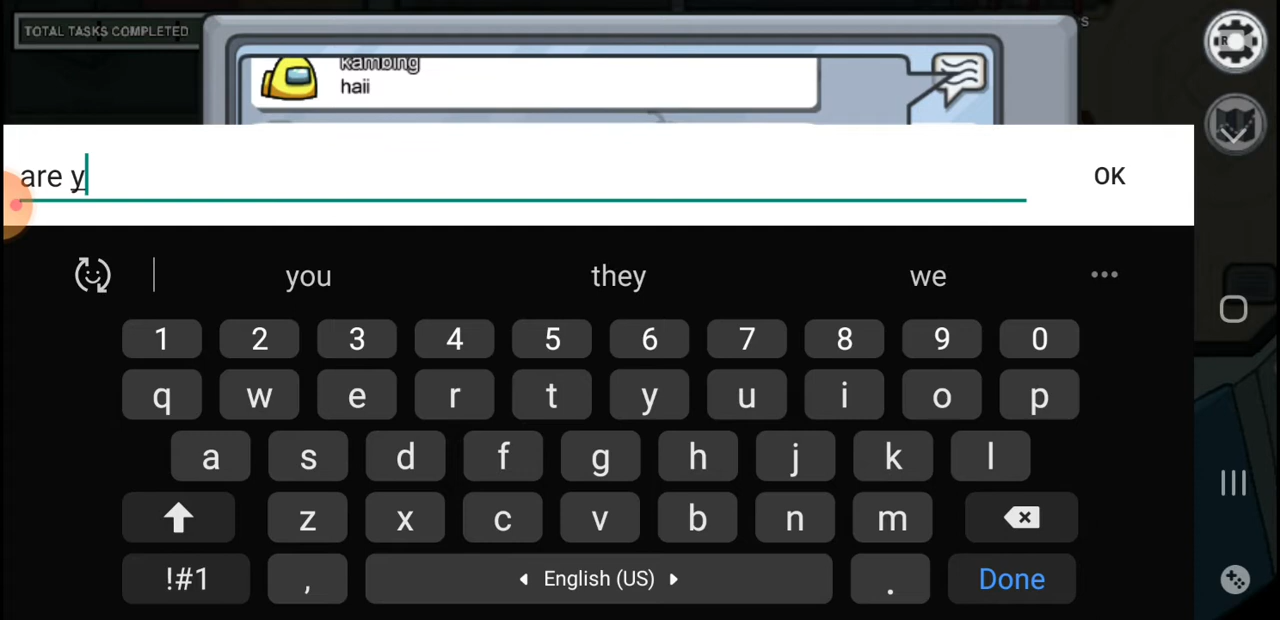 TOTAL TASKS COMPLETED
kambing
haii
are y
OK
you they we
1 2 3 4 5 6 7 8 9 0
q w e r t y u i o p
a s d f g h j k l
z x c v b n m
!#1 , English (US) . Done